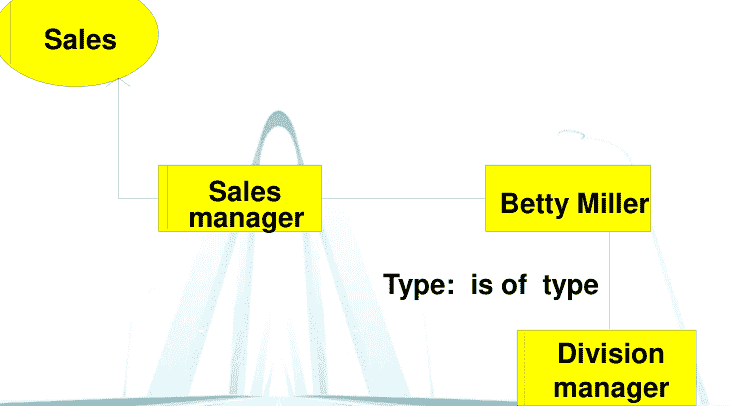 Sales
Sales
manager
Betty Miller
Type: is of type
Division
manager